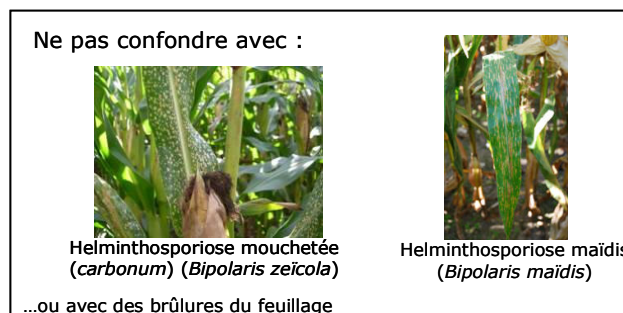 Ne pas confondre avec :
Helminthosporiose mouchetée
(carbonum) (Bipolaris zeïcola)
Helminthosporiose maïdis
(Bipolaris maïdis)
...ou avec des brûlures du feuillage